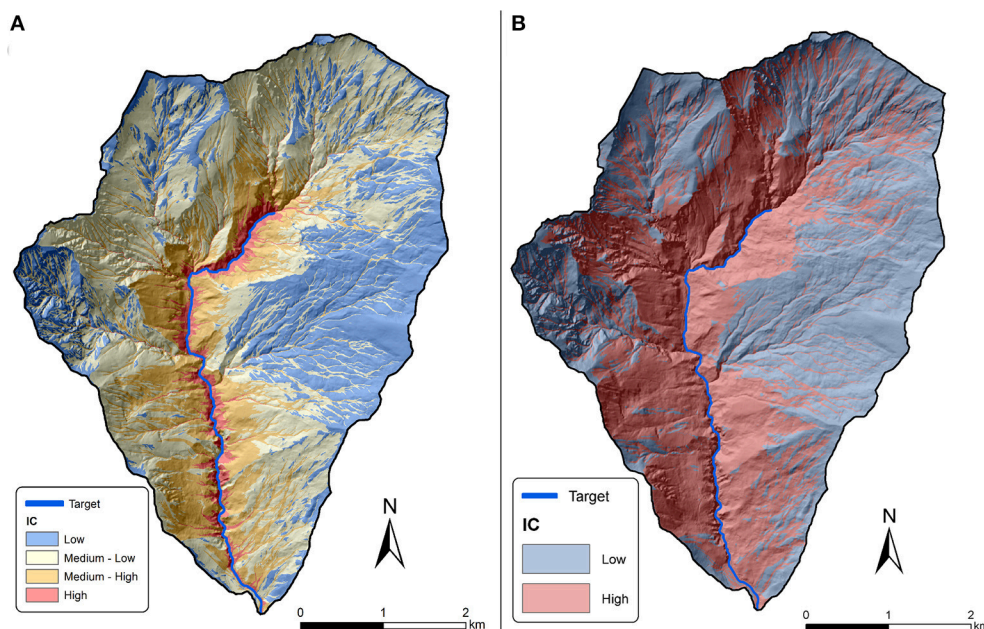 A
Target
IC
Low
Medium - Low
Medium - High
High
N
0 1 2
km
B
Target
IC
Low
High
N
0 1 2
km